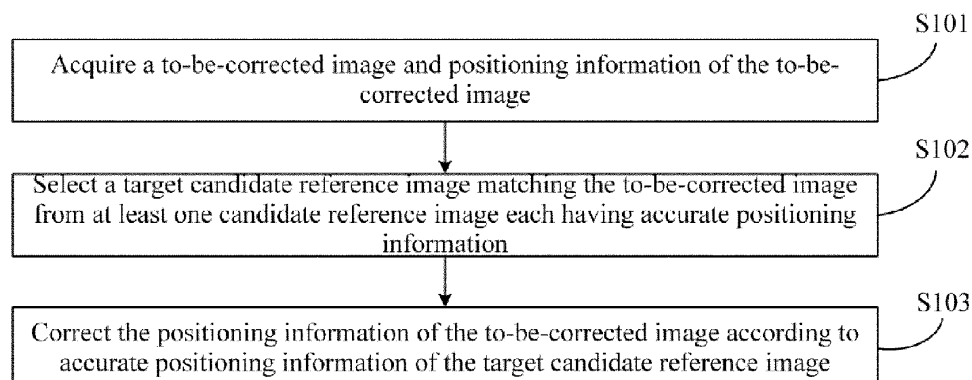 S101
Acquire a to-be-corrected image and positioning information of the to-be-
corrected image
S102
Select a target candidate reference image matching the to-be-corrected image
from at least one candidate reference image each having accurate positioning
information
S103
Correct the positioning information of the to-be-corrected image according to
accurate positioning information of the target candidate reference image